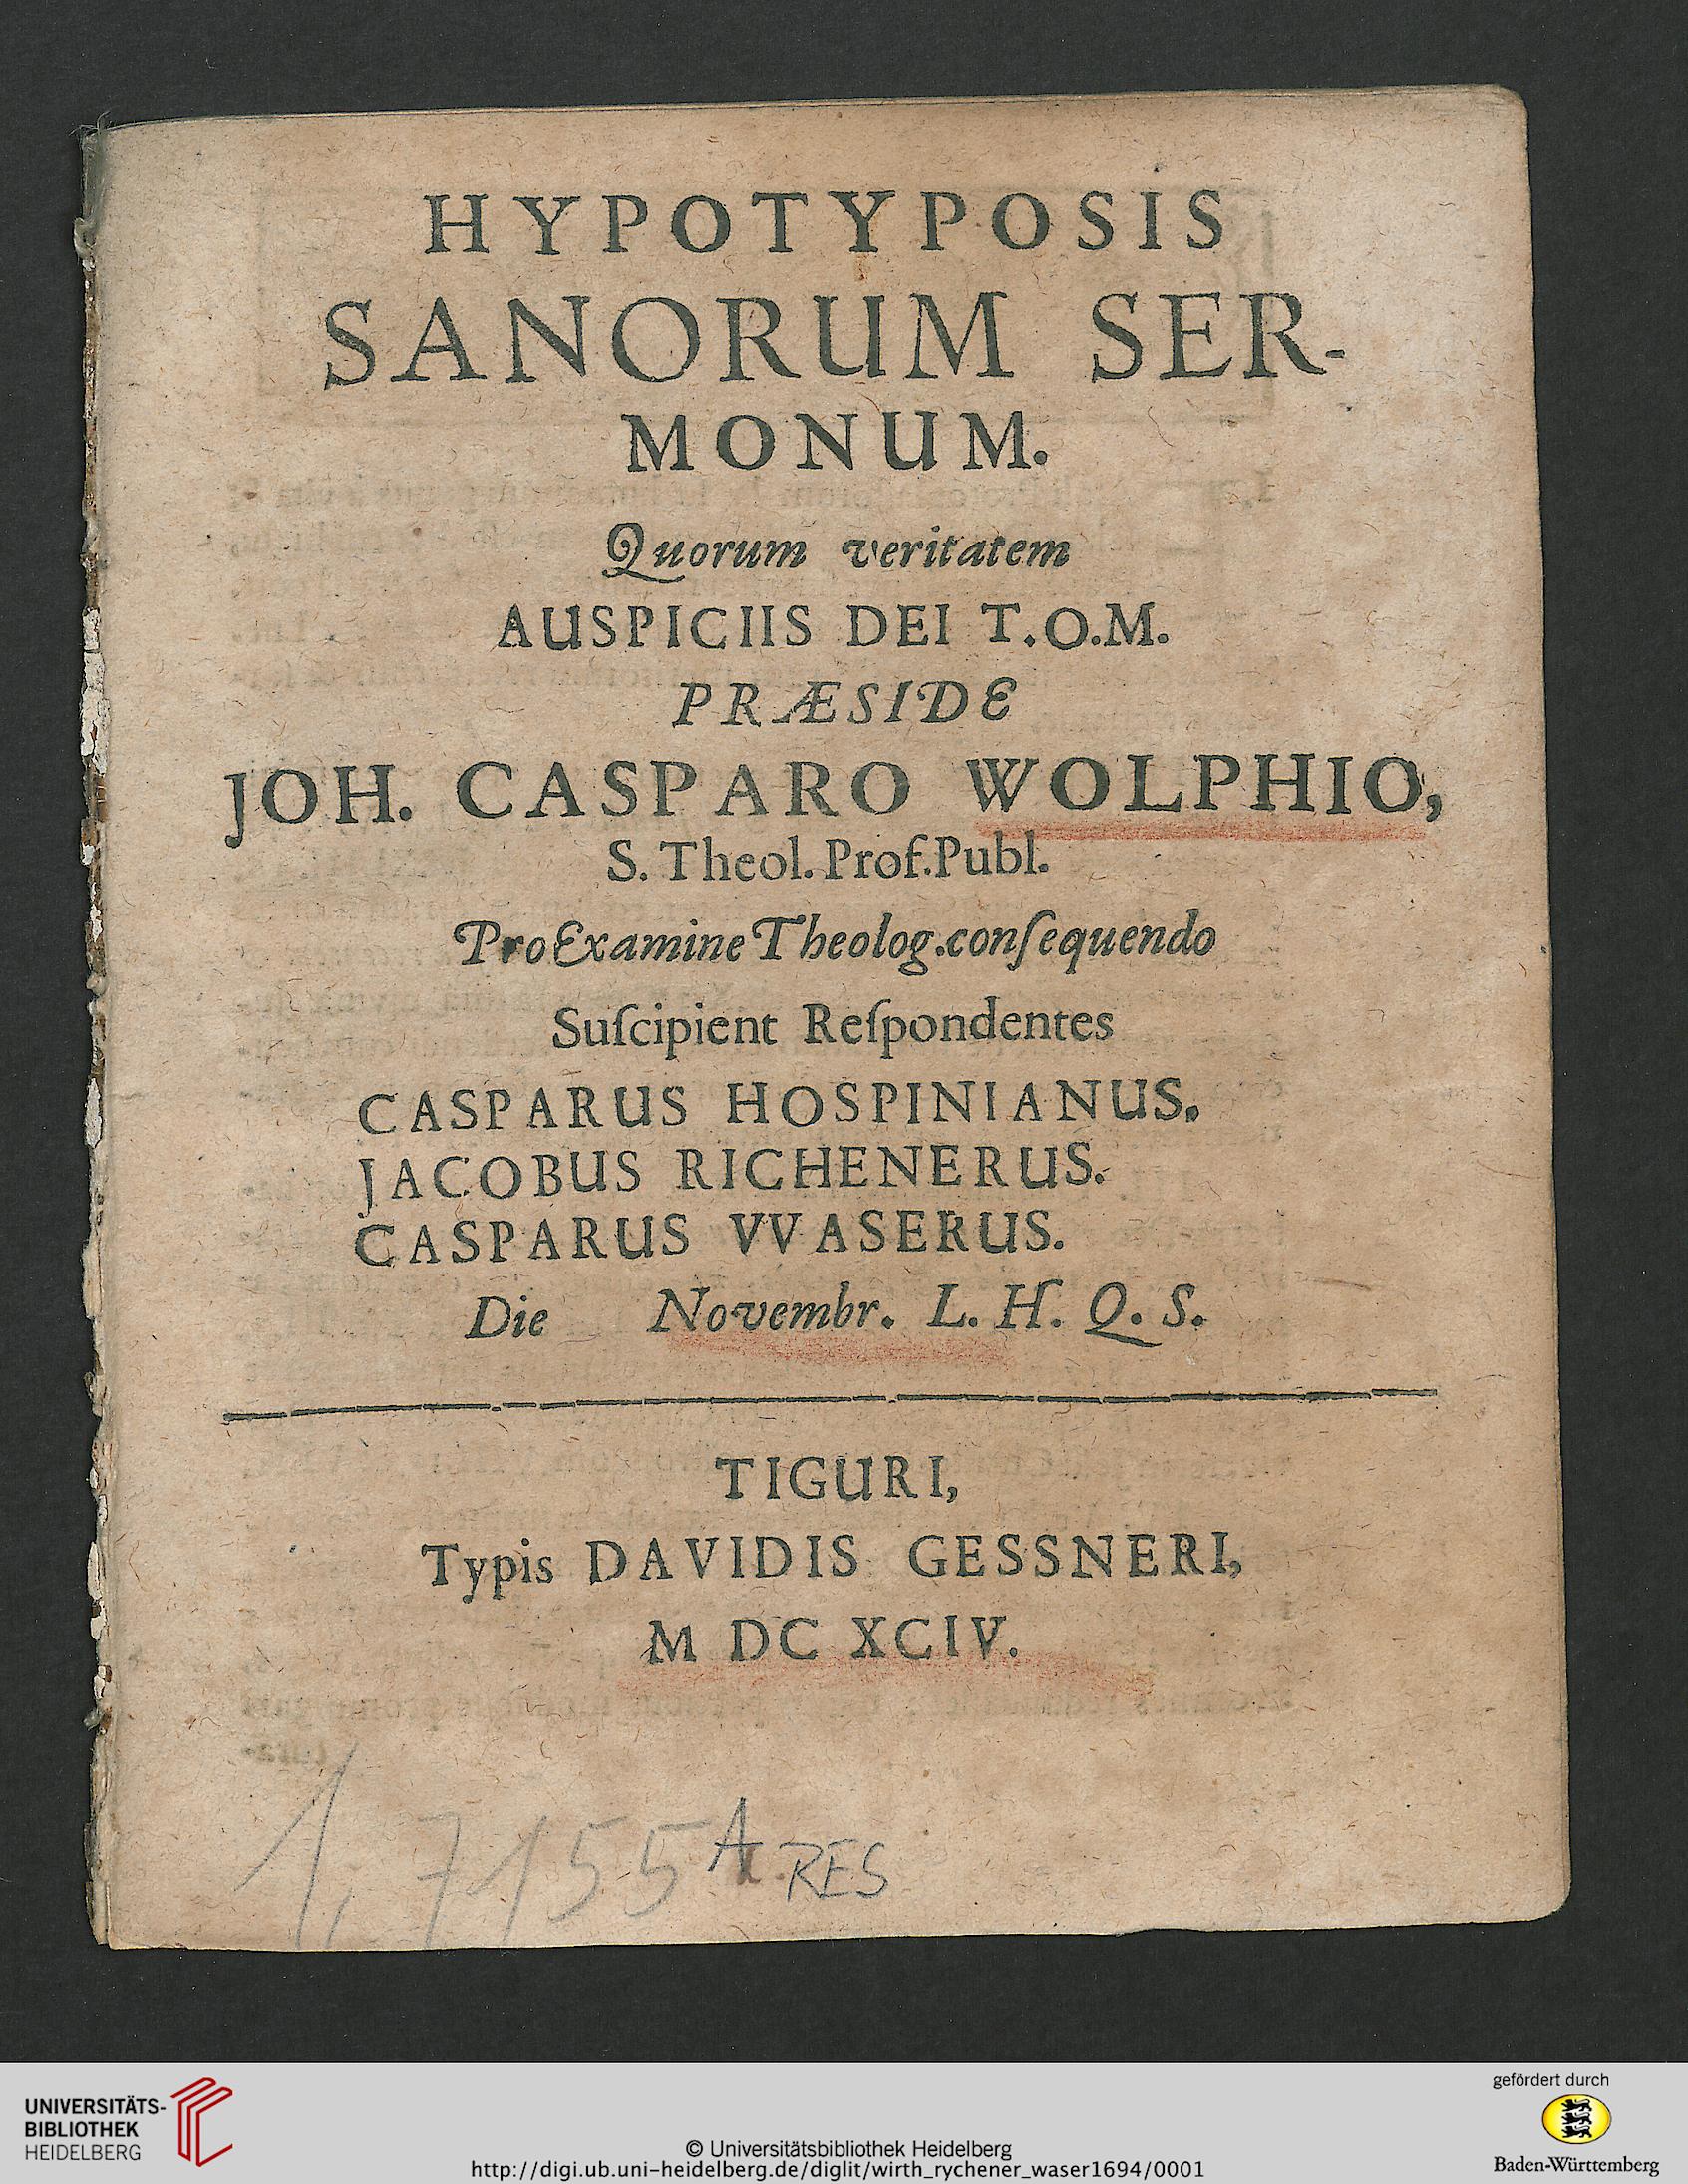 HYPOTYPOSIS
SANORUM SER-
MONUM.
Quorum veritatem
AUSPICIIS DEI T.O.M.
PRÆSIDE
JOH. CASPARO WOLPHIO,
S. Theol. Prof. Publ.
Pro Examine Theolog. conſequendo
Suſcipient Reſpondentes
CASPARUS HOSPINIANUS.
JACOBUS RICHENERUS.
CASPARUS VVASERUS.
Die Novembr. L. H. Q. S.
TIGURI,
Typis DAVIDIS GESSNERI,
M DC XCIV.
1, 7155 A RES
UNIVERSITÄTS-
BIBLIOTHEK
HEIDELBERG
© Universitätsbibliothek Heidelberg
http://digi.ub.uni-heidelberg.de/diglit/wirth_rychener_waser1694/0001
gefördert durch
Baden-Württemberg